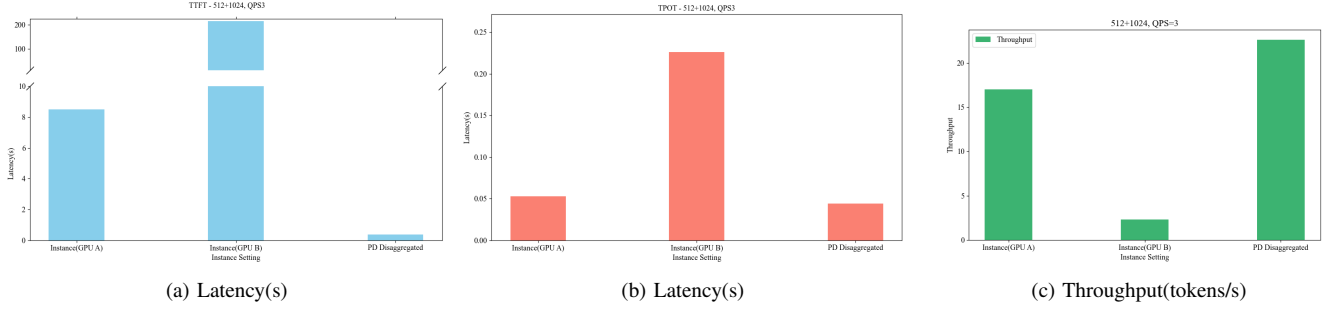 TTFT - 512+1024, QPS3
200
100
10
8
6
4
2
0
Latency(s)
Instance(GPU A)
Instance(GPU B)
PD Disaggregated
Instance Setting
(a) Latency(s)
TPOT - 512+1024, QPS3
0.25
0.20
0.15
0.10
0.05
0.00
Latency(s)
Instance(GPU A)
Instance(GPU B)
PD Disaggregated
Instance Setting
(b) Latency(s)
512+1024, QPS=3
Throughput
20
15
10
5
0
Throughput
Instance(GPU A)
Instance(GPU B)
PD Disaggregated
Instance Setting
(c) Throughput(tokens/s)